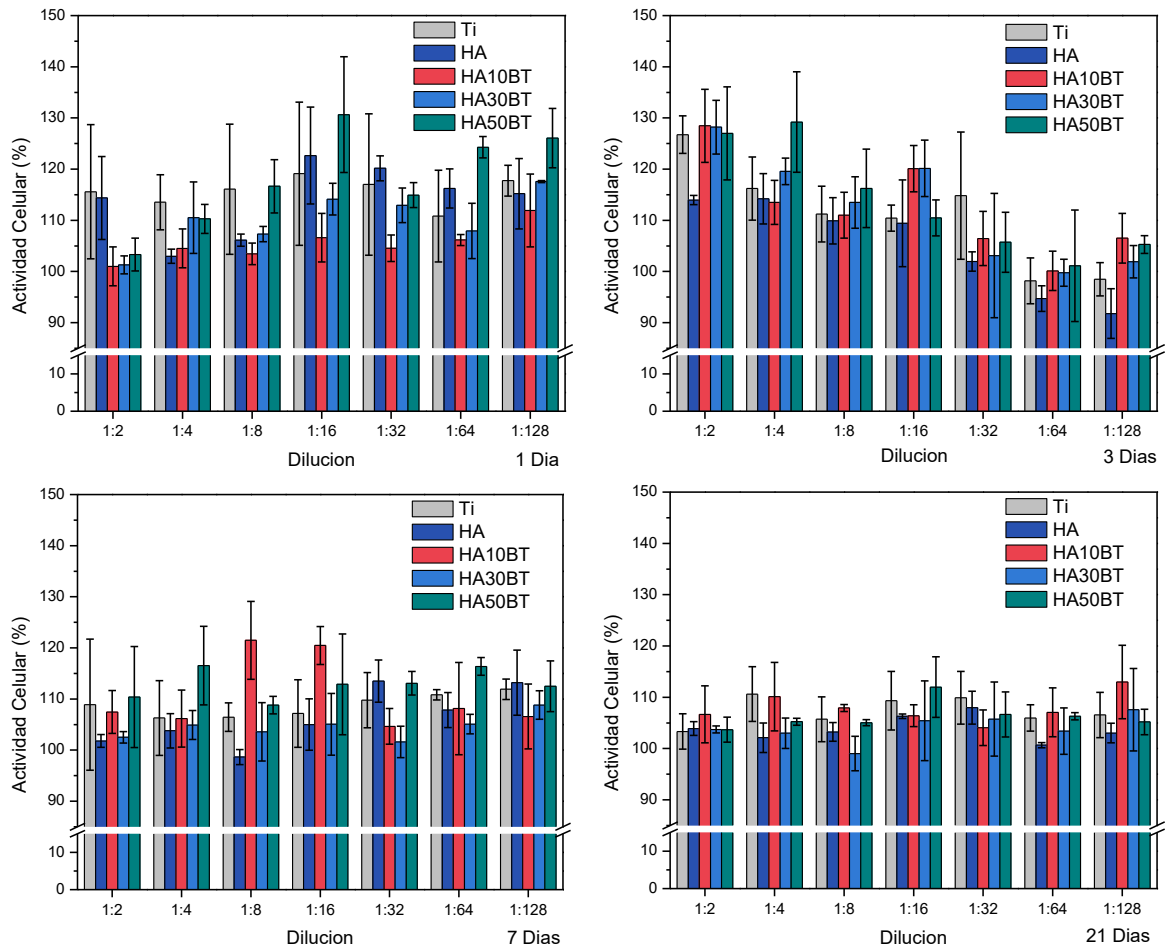 Actividad Celular (%)
150
140
130
120
110
100
90
10
0
Ti
HA
HA10BT
HA30BT
HA50BT
1:2 1:4 1:8 1:16 1:32 1:64 1:128
Dilucion
1 Dia
Actividad Celular (%)
150
140
130
120
110
100
90
10
0
Ti
HA
HA10BT
HA30BT
HA50BT
1:2 1:4 1:8 1:16 1:32 1:64 1:128
Dilucion
3 Dias
Actividad Celular (%)
150
140
130
120
110
100
90
10
0
Ti
HA
HA10BT
HA30BT
HA50BT
1:2 1:4 1:8 1:16 1:32 1:64 1:128
Dilucion
7 Dias
Actividad Celular (%)
150
140
130
120
110
100
90
10
0
Ti
HA
HA10BT
HA30BT
HA50BT
1:2 1:4 1:8 1:16 1:32 1:64 1:128
Dilucion
21 Dias